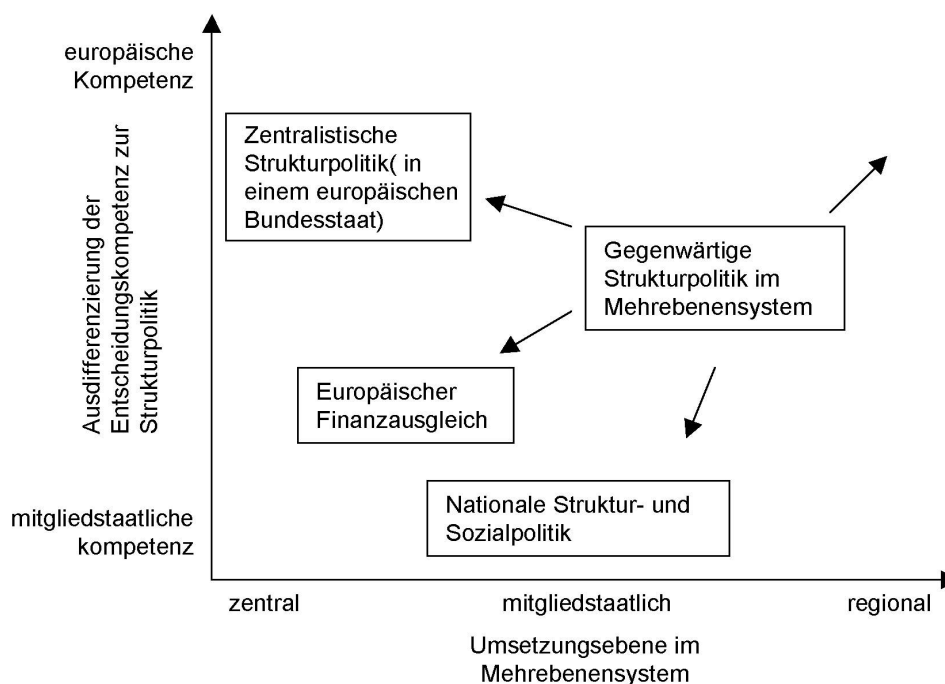 europäische
Kompetenz
Ausdifferenzierung der
Entscheidungskompetenz zur
Strukturpolitik
mitgliedstaatliche
kompetenz
Zentralistische
Strukturpolitik( in
einem europäischen
Bundesstaat)
Gegenwärtige
Strukturpolitik im
Mehrebenensystem
Europäischer
Finanzausgleich
Nationale Struktur- und
Sozialpolitik
zentral
mitgliedstaatlich
regional
Umsetzungsebene im
Mehrebenensystem